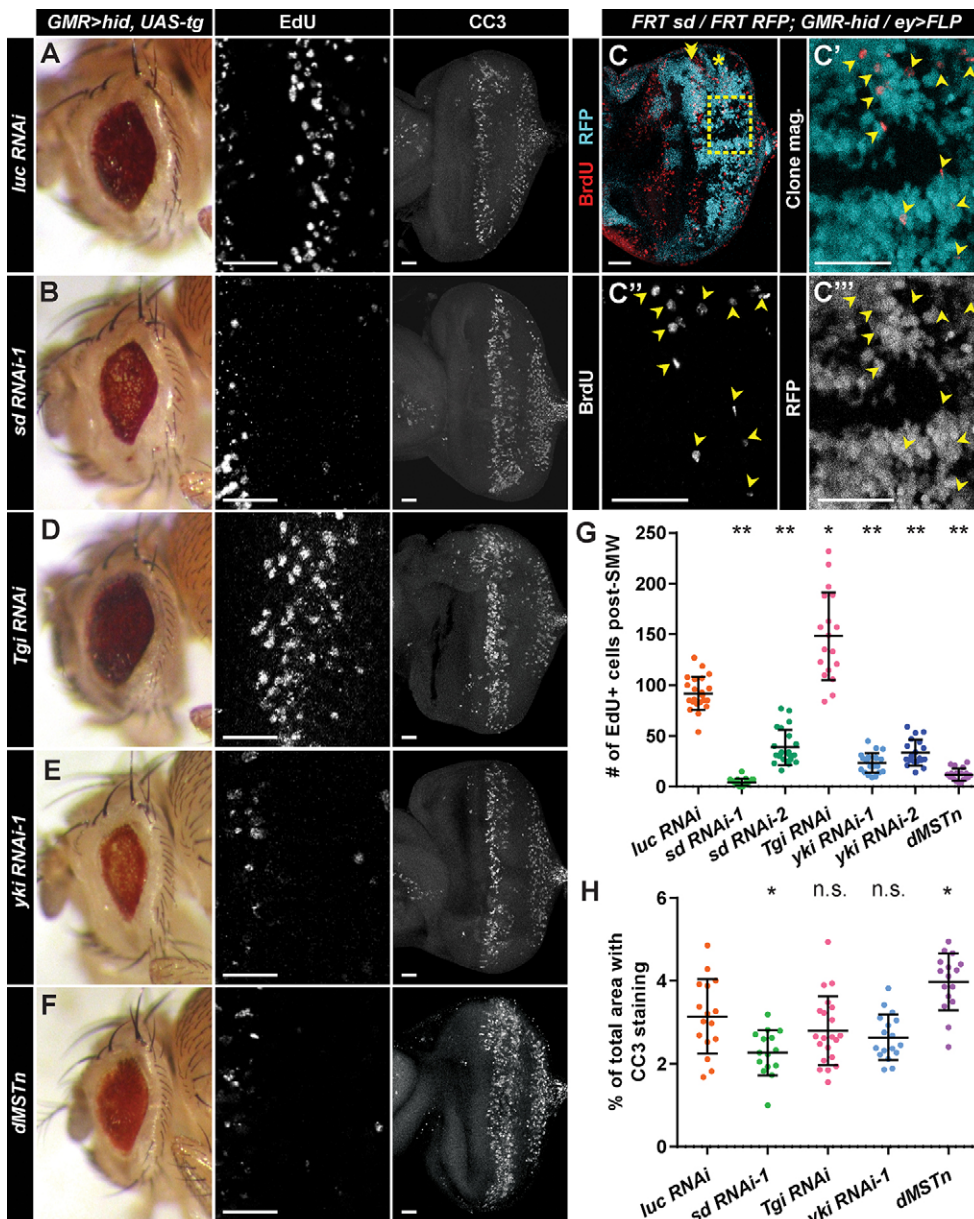 GMR>hid, UAS-tg
EdU
CC3
FRT sd / FRT RFP; GMR-hid / ey>FLP
A
luc RNAi
B
sd RNAi-1
D
Tgi RNAi
E
yki RNAi-1
F
dMSTn
C
BrdU RFP
*
C'
Clone mag.
C''
BrdU
C'''
RFP
G
** ** * ** ** **
250
200
150
100
50
0
# of EdU+ cells post-SMW
luc RNAi
sd RNAi-1
sd RNAi-2
Tgi RNAi
yki RNAi-1
yki RNAi-2
dMSTn
H
* n.s. n.s. *
6
4
2
0
% of total area with
CC3 staining
luc RNAi
sd RNAi-1
Tgi RNAi
yki RNAi-1
dMSTn